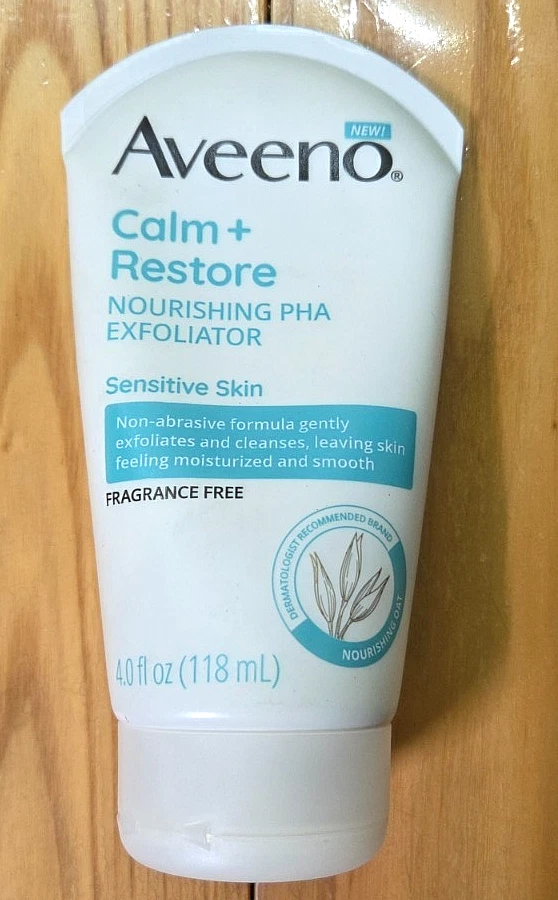 NEW!
Aveeno®
Calm +
Restore
NOURISHING PHA
EXFOLIATOR
Sensitive Skin
Non-abrasive formula gently
exfoliates and cleanses, leaving skin
feeling moisturized and smooth
FRAGRANCE FREE
DERMATOLOGIST RECOMMENDED BRAND
NOURISHING OAT
4.0 fl oz (118 mL)